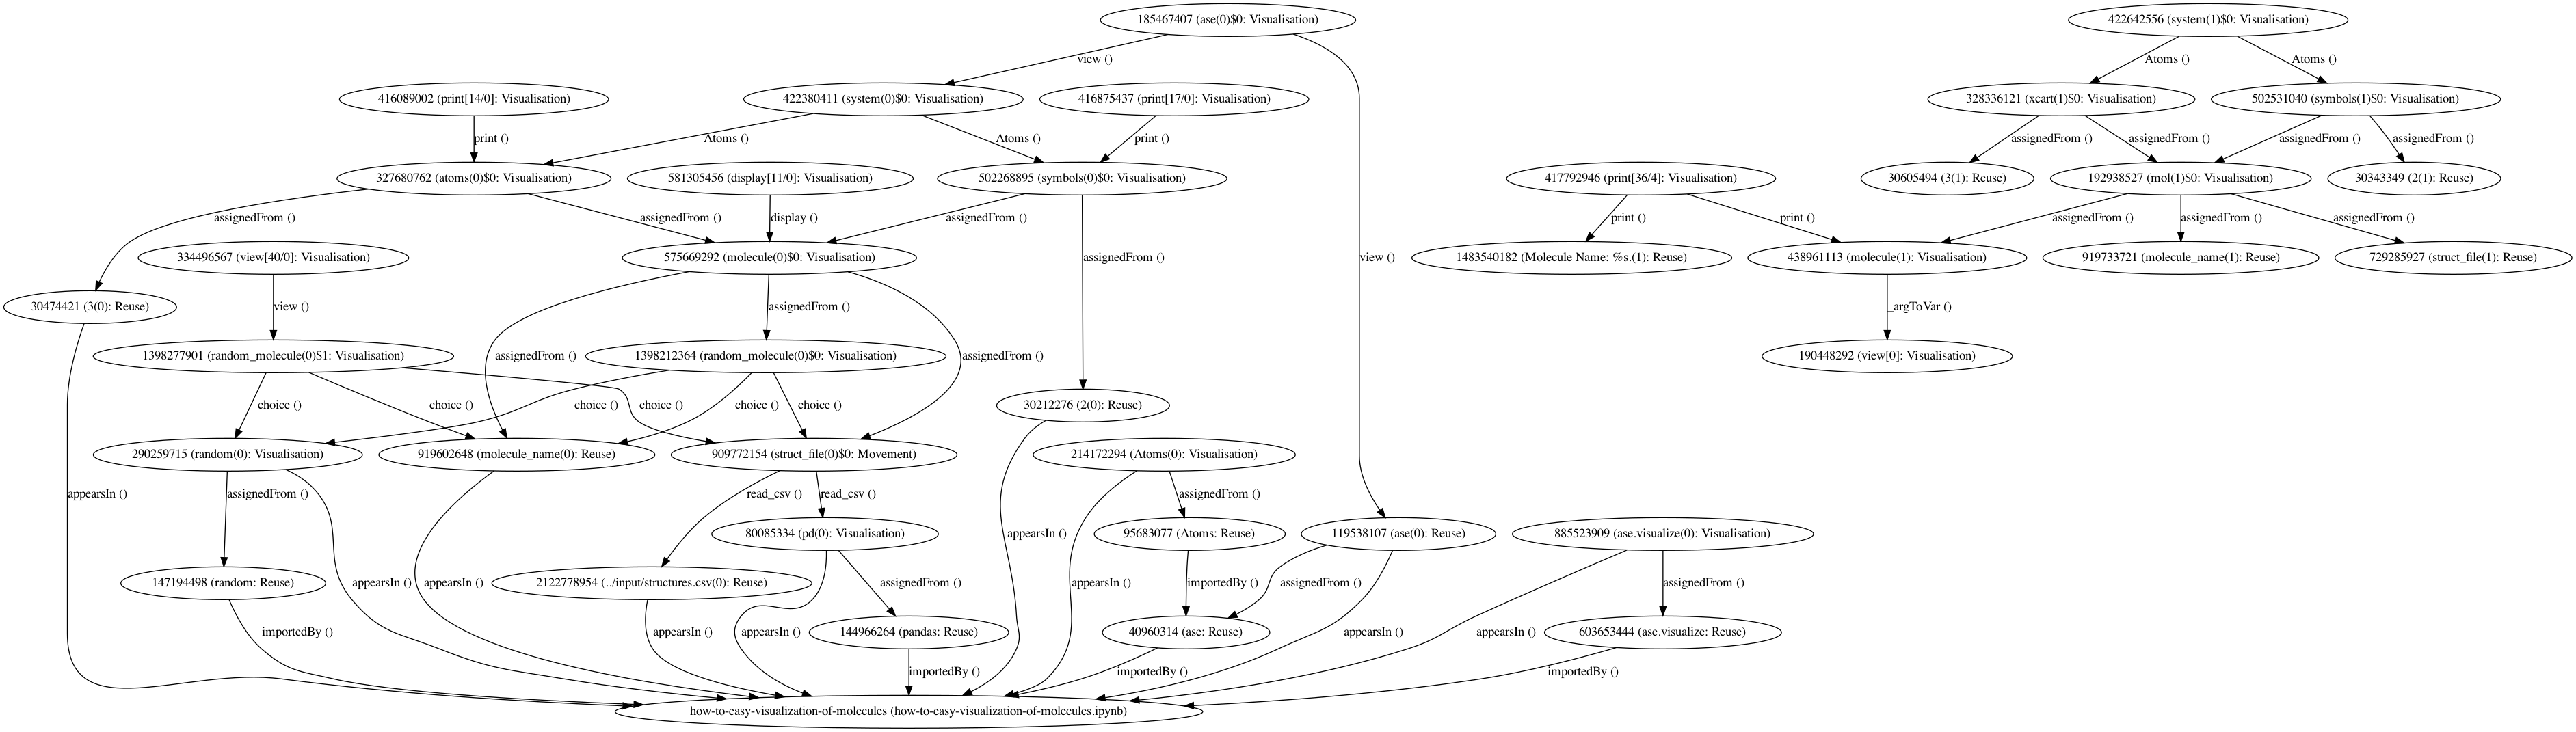 185467407 (ase(0)$0: Visualisation)
422642556 (system(1)$0: Visualisation)
view ()
Atoms ()
Atoms ()
416089002 (print[14/0]: Visualisation)
422380411 (system(0)$0: Visualisation)
416875437 (print[17/0]: Visualisation)
328336121 (xcart(1)$0: Visualisation)
502531040 (symbols(1)$0: Visualisation)
print ()
Atoms ()
Atoms ()
print ()
assignedFrom ()
assignedFrom ()
assignedFrom ()
assignedFrom ()
327680762 (atoms(0)$0: Visualisation)
581305456 (display[11/0]: Visualisation)
502268895 (symbols(0)$0: Visualisation)
417792946 (print[36/4]: Visualisation)
30605494 (3(1): Reuse)
192938527 (mol(1)$0: Visualisation)
30343349 (2(1): Reuse)
assignedFrom ()
assignedFrom ()
display ()
assignedFrom ()
print ()
print ()
assignedFrom ()
assignedFrom ()
assignedFrom ()
334496567 (view[40/0]: Visualisation)
575669292 (molecule(0)$0: Visualisation)
assignedFrom ()
view ()
1483540182 (Molecule Name: %s.(1): Reuse)
438961113 (molecule(1): Visualisation)
919733721 (molecule_name(1): Reuse)
729285927 (struct_file(1): Reuse)
30474421 (3(0): Reuse)
view ()
assignedFrom ()
_argToVar ()
1398277901 (random_molecule(0)$1: Visualisation)
assignedFrom ()
1398212364 (random_molecule(0)$0: Visualisation)
assignedFrom ()
190448292 (view[0]: Visualisation)
choice ()
choice ()
choice ()
choice ()
choice ()
choice ()
30212276 (2(0): Reuse)
290259715 (random(0): Visualisation)
919602648 (molecule_name(0): Reuse)
909772154 (struct_file(0)$0: Movement)
214172294 (Atoms(0): Visualisation)
appearsIn ()
assignedFrom ()
read_csv ()
read_csv ()
assignedFrom ()
appearsIn ()
80085334 (pd(0): Visualisation)
95683077 (Atoms: Reuse)
119538107 (ase(0): Reuse)
885523909 (ase.visualize(0): Visualisation)
147194498 (random: Reuse)
appearsIn ()
appearsIn ()
2122778954 (../input/structures.csv(0): Reuse)
assignedFrom ()
appearsIn ()
importedBy ()
assignedFrom ()
assignedFrom ()
importedBy ()
appearsIn ()
appearsIn ()
144966264 (pandas: Reuse)
40960314 (ase: Reuse)
appearsIn ()
appearsIn ()
603653444 (ase.visualize: Reuse)
importedBy ()
importedBy ()
importedBy ()
how-to-easy-visualization-of-molecules (how-to-easy-visualization-of-molecules.ipynb)